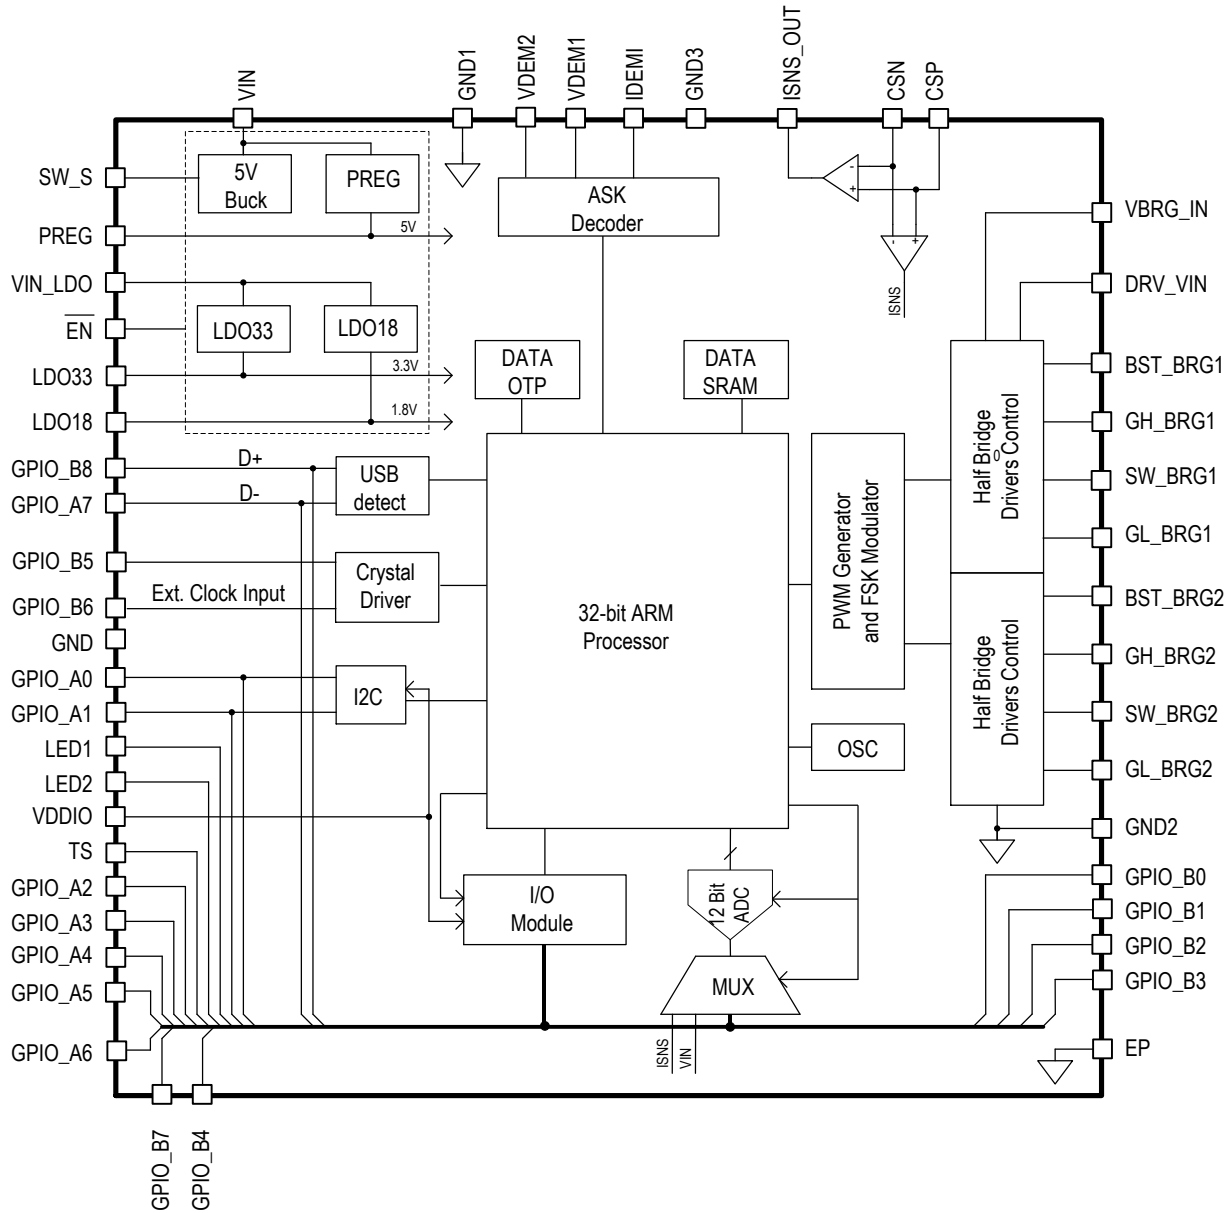 VIN
GND1
VDEM2
VDEM1
IDEMI
GND3
ISNS_OUT
CSN
CSP
SW_S
PREG
VIN_LDO
EN
LDO33
LDO18
GPIO_B8
GPIO_A7
GPIO_B5
GPIO_B6
GND
GPIO_A0
GPIO_A1
LED1
LED2
VDDIO
TS
GPIO_A2
GPIO_A3
GPIO_A4
GPIO_A5
GPIO_A6
GPIO_B7
GPIO_B4
5V
Buck
PREG
5V
LDO33
LDO18
3.3V
1.8V
D+
D-
USB
detect
Ext. Clock Input
Crystal
Driver
I2C
ASK
Decoder
DATA
OTP
DATA
SRAM
32-bit ARM
Processor
I/O
Module
12 Bit
ADC
MUX
ISNS
VIN
-
+
-
+
ISNS
PWM Generator
and FSK Modulator
OSC
Half Bridge
0
Drivers Control
Half Bridge
Drivers Control
VBRG_IN
DRV_VIN
BST_BRG1
GH_BRG1
SW_BRG1
GL_BRG1
BST_BRG2
GH_BRG2
SW_BRG2
GL_BRG2
GND2
GPIO_B0
GPIO_B1
GPIO_B2
GPIO_B3
EP